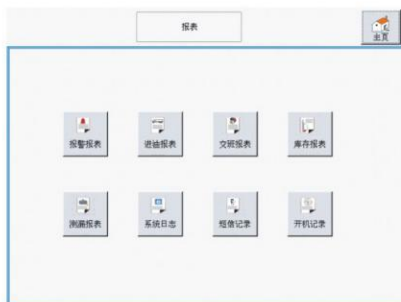 报表
主页
报警报表
进油报表
交班报表
库存报表
测漏报表
系统日志
短信记录
开机记录